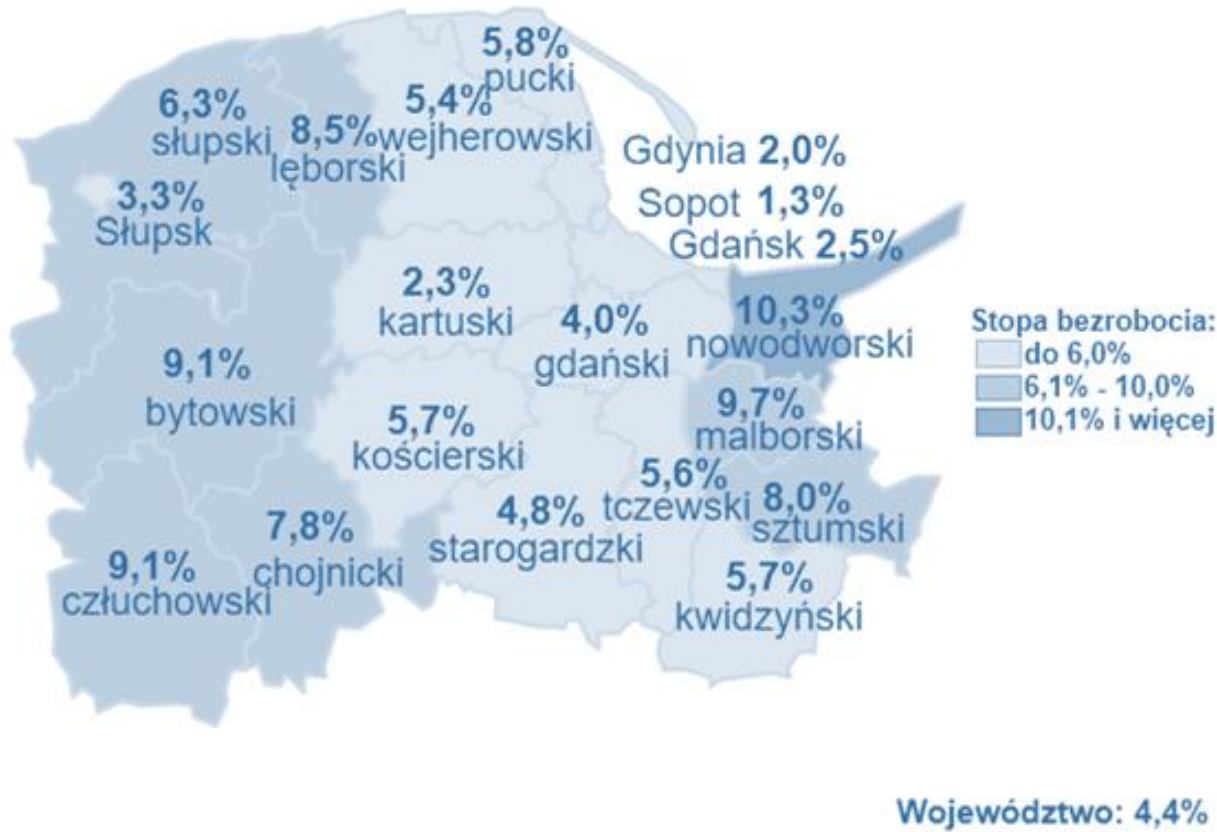 5,8%
pucki
6,3%
słupski
8,5%
lęborski
5,4%
wejherowski
Gdynia 2,0%
Sopot 1,3%
Gdańsk 2,5%
3,3%
Słupsk
2,3%
kartuski
4,0%
gdański
10,3%
nowodworski
Stopa bezrobocia:
do 6,0%
6,1% - 10,0%
10,1% i więcej
9,1%
bytowski
5,7%
kościerski
9,7%
malborski
5,6%
tczewski
8,0%
sztumski
4,8%
starogardzki
7,8%
chojnicki
9,1%
człuchowski
5,7%
kwidzyński
Województwo: 4,4%